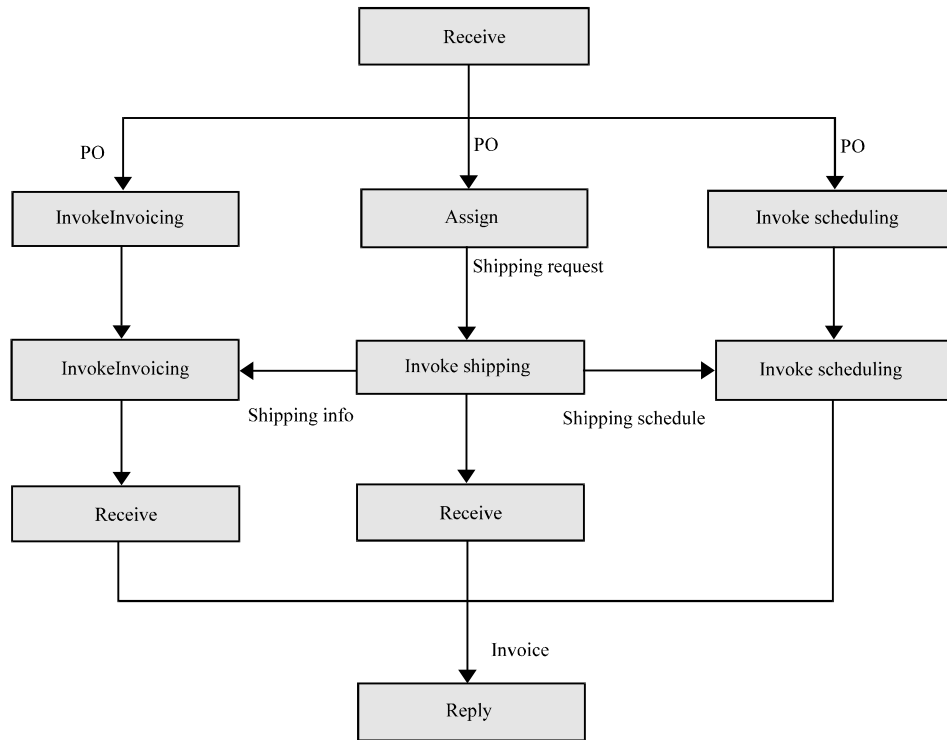 Receive
PO
PO
PO
InvokeInvoicing
Assign
Invoke scheduling
Shipping request
InvokeInvoicing
Invoke shipping
Invoke scheduling
Shipping info
Shipping schedule
Receive
Receive
Invoice
Reply